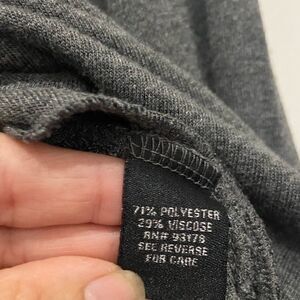 71% POLYESTER
29% VISCOSE
RN# 93178
SEE REVERSE
FOR CARE